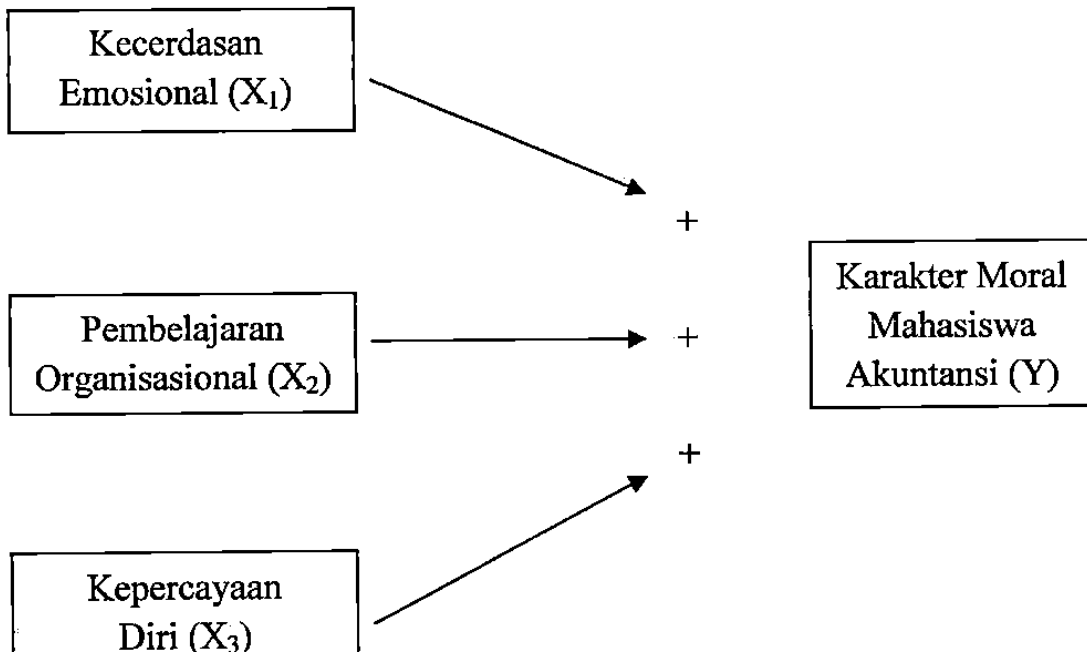 Kecerdasan
Emosional (X₁)
+
Pembelajaran
Organisasional (X₂)
+
Karakter Moral
Mahasiswa
Akuntansi (Y)
+
Kepercayaan
Diri (X₃)